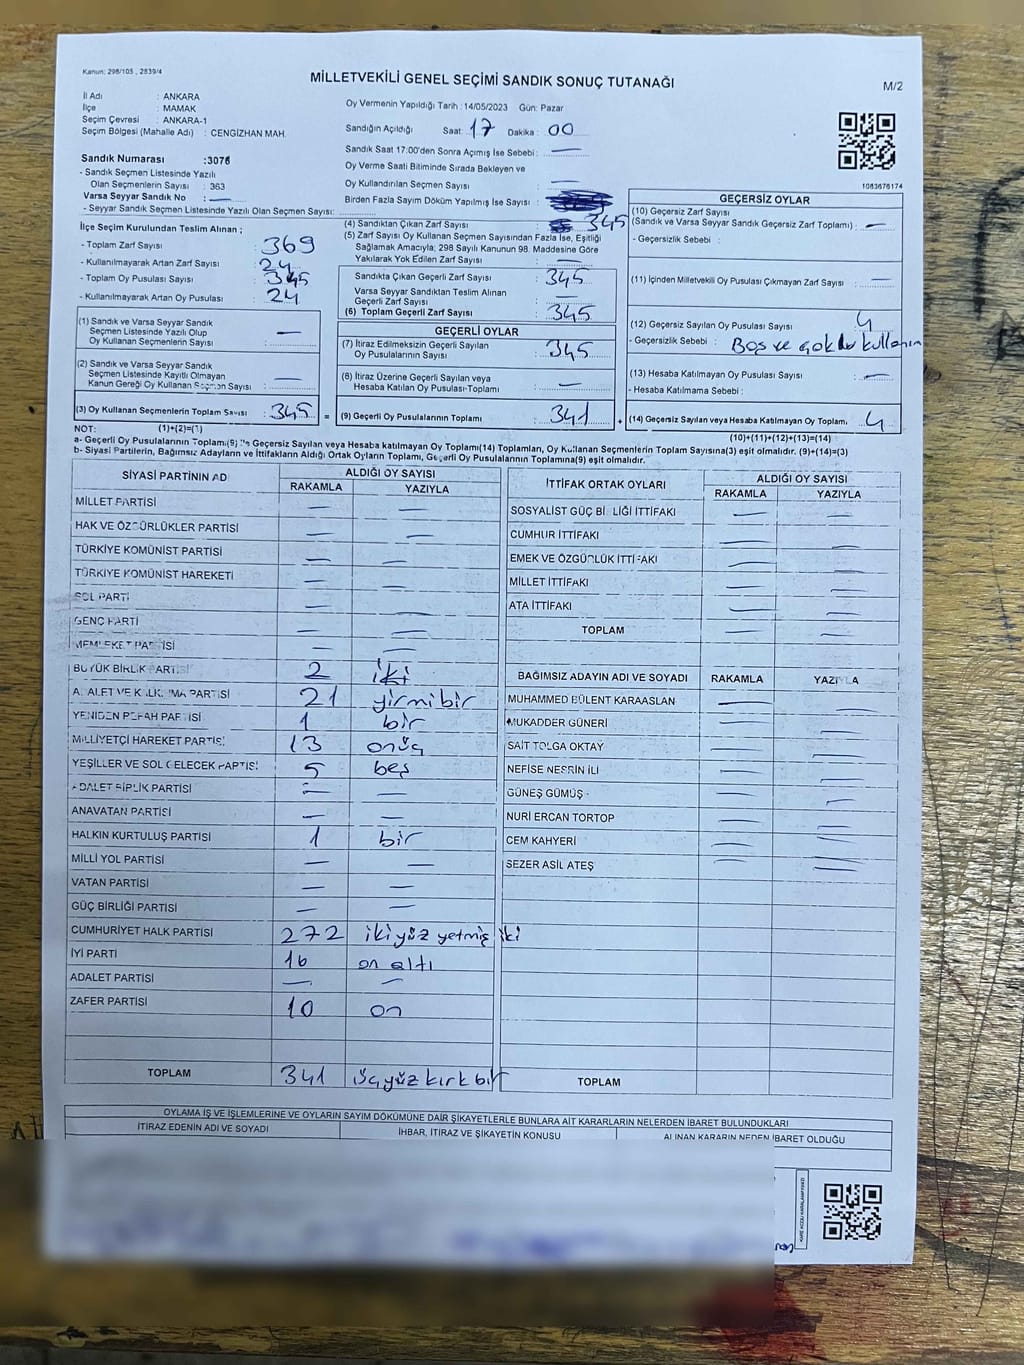 Kanun: 298/105 , 2839/4
MİLLETVEKİLİ GENEL SEÇİMİ SANDIK SONUÇ TUTANAĞI
M/2
İl Adı : ANKARA
İlçe : MAMAK
Seçim Çevresi : ANKARA-1
Seçim Bölgesi (Mahalle Adı) : CENGİZHAN MAH.
Sandık Numarası :3076
- Sandık Seçmen Listesinde Yazılı
Olan Seçmenlerin Sayısı : 363
Varsa Seyyar Sandık No : —
- Seyyar Sandık Seçmen Listesinde Yazılı Olan Seçmen Sayısı:
İlçe Seçim Kurulundan Teslim Alınan ;
- Toplam Zarf Sayısı : 369
- Kullanılmayarak Artan Zarf Sayısı : 24
- Toplam Oy Pusulası Sayısı : 345
- Kullanılmayarak Artan Oy Pusulası : 24
(1) Sandık ve Varsa Seyyar Sandık
Seçmen Listesinde Yazılı Olup
Oy Kullanan Seçmenlerin Sayısı : —
(2) Sandık ve Varsa Seyyar Sandık
Seçmen Listesinde Kayıtlı Olmayan
Kanun Gereği Oy Kullanan Seçmen Sayısı : —
(3) Oy Kullanan Seçmenlerin Toplam Sayısı : 345 =
(1)+(2)=(1)
Oy Vermenin Yapıldığı Tarih : 14/05/2023 Gün: Pazar
Sandığın Açıldığı Saat: 17 Dakika : 00
Sandık Saat 17:00'den Sonra Açımış İse Sebebi : —
Oy Verme Saati Bitiminde Sırada Bekleyen ve
Oy Kullandırılan Seçmen Sayısı : —
Birden Fazla Sayım Döküm Yapılmış İse Sayısı :
(4) Sandıktan Çıkan Zarf Sayısı : 345
(5) Zarf Sayısı Oy Kullanan Seçmen Sayısından Fazla İse, Eşitliği
Sağlamak Amacıyla; 298 Sayılı Kanunun 98. Maddesine Göre
Yakılarak Yok Edilen Zarf Sayısı : —
Sandıkta Çıkan Geçerli Zarf Sayısı : 345
Varsa Seyyar Sandıktan Teslim Alınan
Geçerli Zarf Sayısı : —
(6) Toplam Geçerli Zarf Sayısı : 345
GEÇERLİ OYLAR
(7) İtiraz Edilmeksizin Geçerli Sayılan
Oy Pusulalarının Sayısı : 345
(8) İtiraz Üzerine Geçerli Sayılan veya
Hesaba Katılan Oy Pusulası-Toplamı : —
(9) Geçerli Oy Pusulalarının Toplamı : 341 +
1083676174
GEÇERSİZ OYLAR
(10) Geçersiz Zarf Sayısı
(Sandık ve Varsa Seyyar Sandık Geçersiz Zarf Toplamı) : —
- Geçersizlik Sebebi :
(11) İçinden Milletvekili Oy Pusulası Çıkmayan Zarf Sayısı : —
(12) Geçersiz Sayılan Oy Pusulası Sayısı : 4
- Geçersizlik Sebebi : Boş ve çoklu kullanım
(13) Hesaba Katılmayan Oy Pusulası Sayısı : —
- Hesaba Katılmama Sebebi :
(14) Geçersiz Sayılan veya Hesaba Katılmayan Oy Toplamı, : 4
(10)+(11)+(12)+(13)=(14)
NOT:
a- Geçerli Oy Pusulalarının Toplamı(9) ile Geçersiz Sayılan veya Hesaba katılmayan Oy Toplamı(14) Toplamları, Oy Kullanan Seçmenlerin Toplam Sayısına(3) eşit olmalıdır. (9)+(14)=(3)
b- Siyasi Partilerin, Bağımsız Adayların ve İttifakların Aldığı Ortak Oyların Toplamı, Geçerli Oy Pusulalarının Toplamına(9) eşit olmalıdır.
SİYASİ PARTİNİN AD ALDIĞI OY SAYISI
RAKAMLA YAZIYLA
MİLLET PARTİSİ — —
HAK VE ÖZGÜRLÜKLER PARTİSİ — —
TÜRKİYE KOMÜNİST PARTİSİ — —
TÜRKİYE KOMÜNİST HAREKETİ —
SOL PARTİ — —
GENÇ PARTİ — —
MEMLEKET PARTİSİ — —
BÜYÜK BİRLİK PARTİSİ 2 iki
ADALET VE KALKINMA PARTİSİ 21 yirmibir
YENİDEN REFAH PARTİSİ 1 bir
MİLLİYETÇİ HAREKET PARTİSİ 13 onüç
YEŞİLLER VE SOL GELECEK PARTİSİ 5 beş
ADALET BİRLİK PARTİSİ — —
ANAVATAN PARTİSİ — —
HALKIN KURTULUŞ PARTİSİ 1 bir
MİLLİ YOL PARTİSİ — —
VATAN PARTİSİ — —
GÜÇ BİRLİĞİ PARTİSİ — —
CUMHURİYET HALK PARTİSİ 272 ikiyüz yetmiş iki
İYİ PARTİ 16 on altı
ADALET PARTİSİ — —
ZAFER PARTİSİ 10 on
TOPLAM 341 üçyüz kırk bir
İTTİFAK ORTAK OYLARI ALDIĞI OY SAYISI
RAKAMLA YAZIYLA
SOSYALİST GÜÇ BİRLİĞİ İTTİFAKI — —
CUMHUR İTTİFAKI — —
EMEK VE ÖZGÜRLÜK İTTİFAKI — —
MİLLET İTTİFAKI — —
ATA İTTİFAKI — —
TOPLAM — —
BAĞIMSIZ ADAYIN ADI VE SOYADI RAKAMLA YAZIYLA
MUHAMMED BÜLENT KARAASLAN — —
MUKADDER GÜNERİ — —
SAİT TOLGA OKTAY — —
NEFİSE NESRİN İLİ — —
GÜNEŞ GÜMÜŞ — —
NURİ ERCAN TORTOP — —
CEM KAHYERİ — —
SEZER ASİL ATEŞ — —
TOPLAM
OYLAMA İŞ VE İŞLEMLERİNE VE OYLARIN SAYIM DÖKÜMÜNE DAİR ŞİKAYETLERLE BUNLARA AİT KARARLARIN NELERDEN İBARET BULUNDUKLARI
İTİRAZ EDENİN ADI VE SOYADI İHBAR, İTİRAZ VE ŞİKAYETİN KONUSU ALINAN KARARIN NEDEN İBARET OLDUĞU